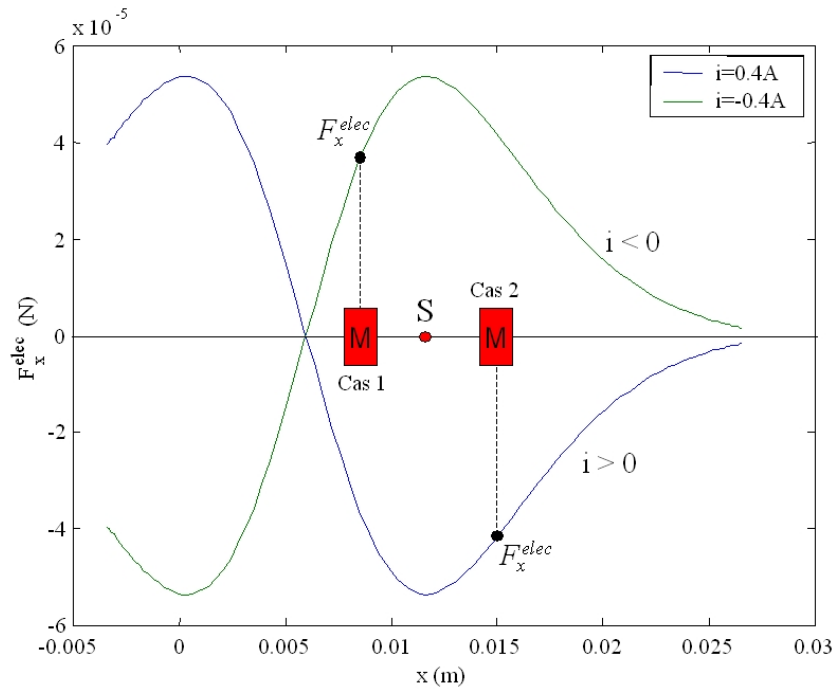 x 10⁻⁵
6
4
2
0
-2
-4
-6
F_x^elec (N)
i=0.4A
i=-0.4A
F_x^elec
i < 0
S
Cas 2
M
M
Cas 1
i > 0
F_x^elec
-0.005
0
0.005
0.01
0.015
0.02
0.025
0.03
x (m)